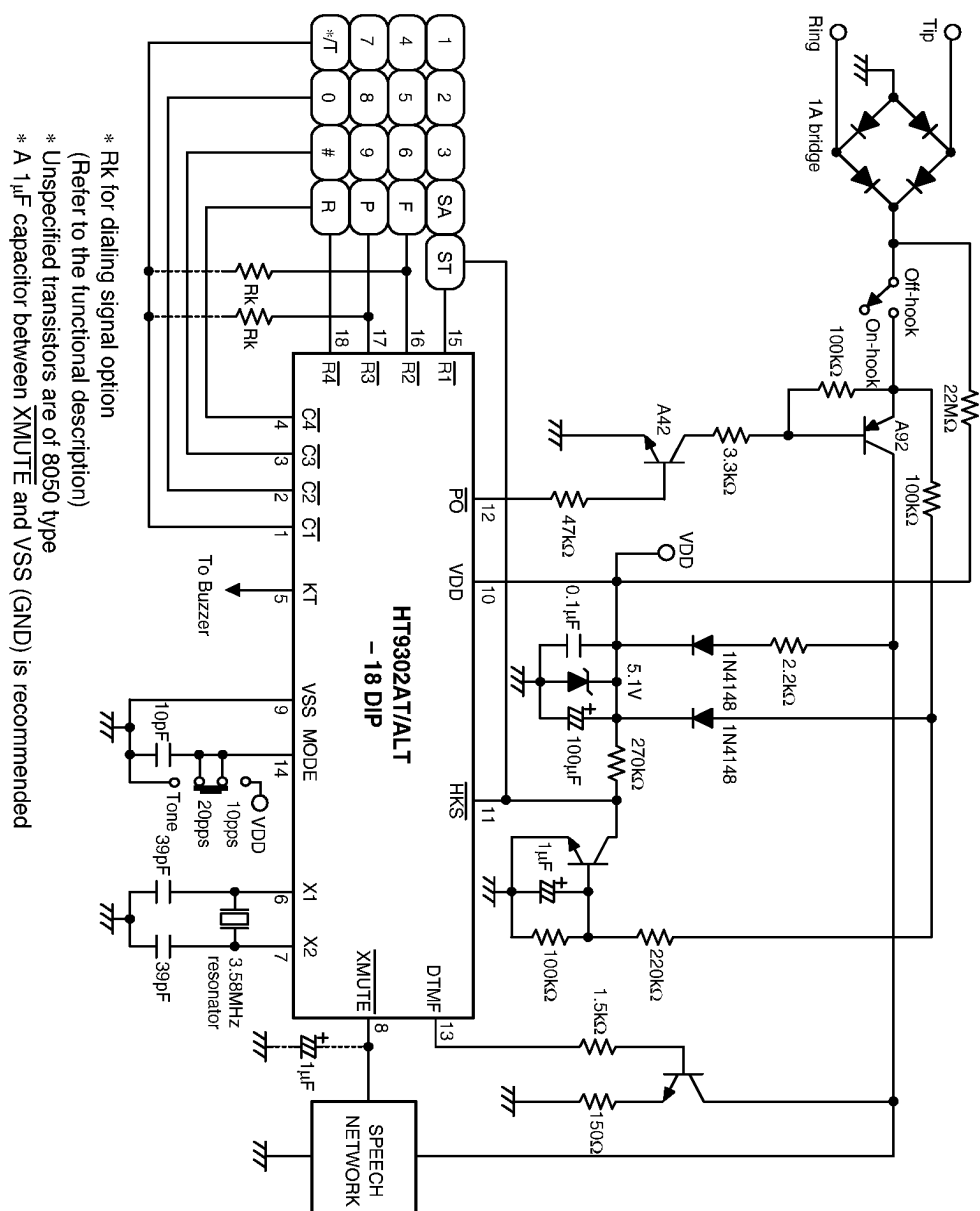 Tip
Ring
1A bridge
Off-hook
On-hook
22MΩ
A92
100kΩ
100kΩ
A42
3.3kΩ
47kΩ
VDD
2.2kΩ
1N4148
1N4148
0.1µF
5.1V
100µF
+
270kΩ
1µF
+
100kΩ
220kΩ
1.5kΩ
150Ω
1 2 3 SA ST
4 5 6 F
7 8 9 P
*/T 0 # R
Rk
Rk
15 16 17 18
R1 R2 R3 R4
12 10 11 13
PO VDD HKS DTMF
HT9302AT/ALT
– 18 DIP
C4 C3 C2 C1 KT VSS MODE X1 X2
4 3 2 1 5 9 14 6 7
XMUTE
8
To Buzzer
10pF
VDD
10pps
20pps
Tone
39pF
39pF
3.58MHz
resonator
+
1µF
SPEECH
NETWORK
* Rk for dialing signal option
(Refer to the functional description)
* Unspecified transistors are of 8050 type
* A 1µF capacitor between XMUTE and VSS (GND) is recommended